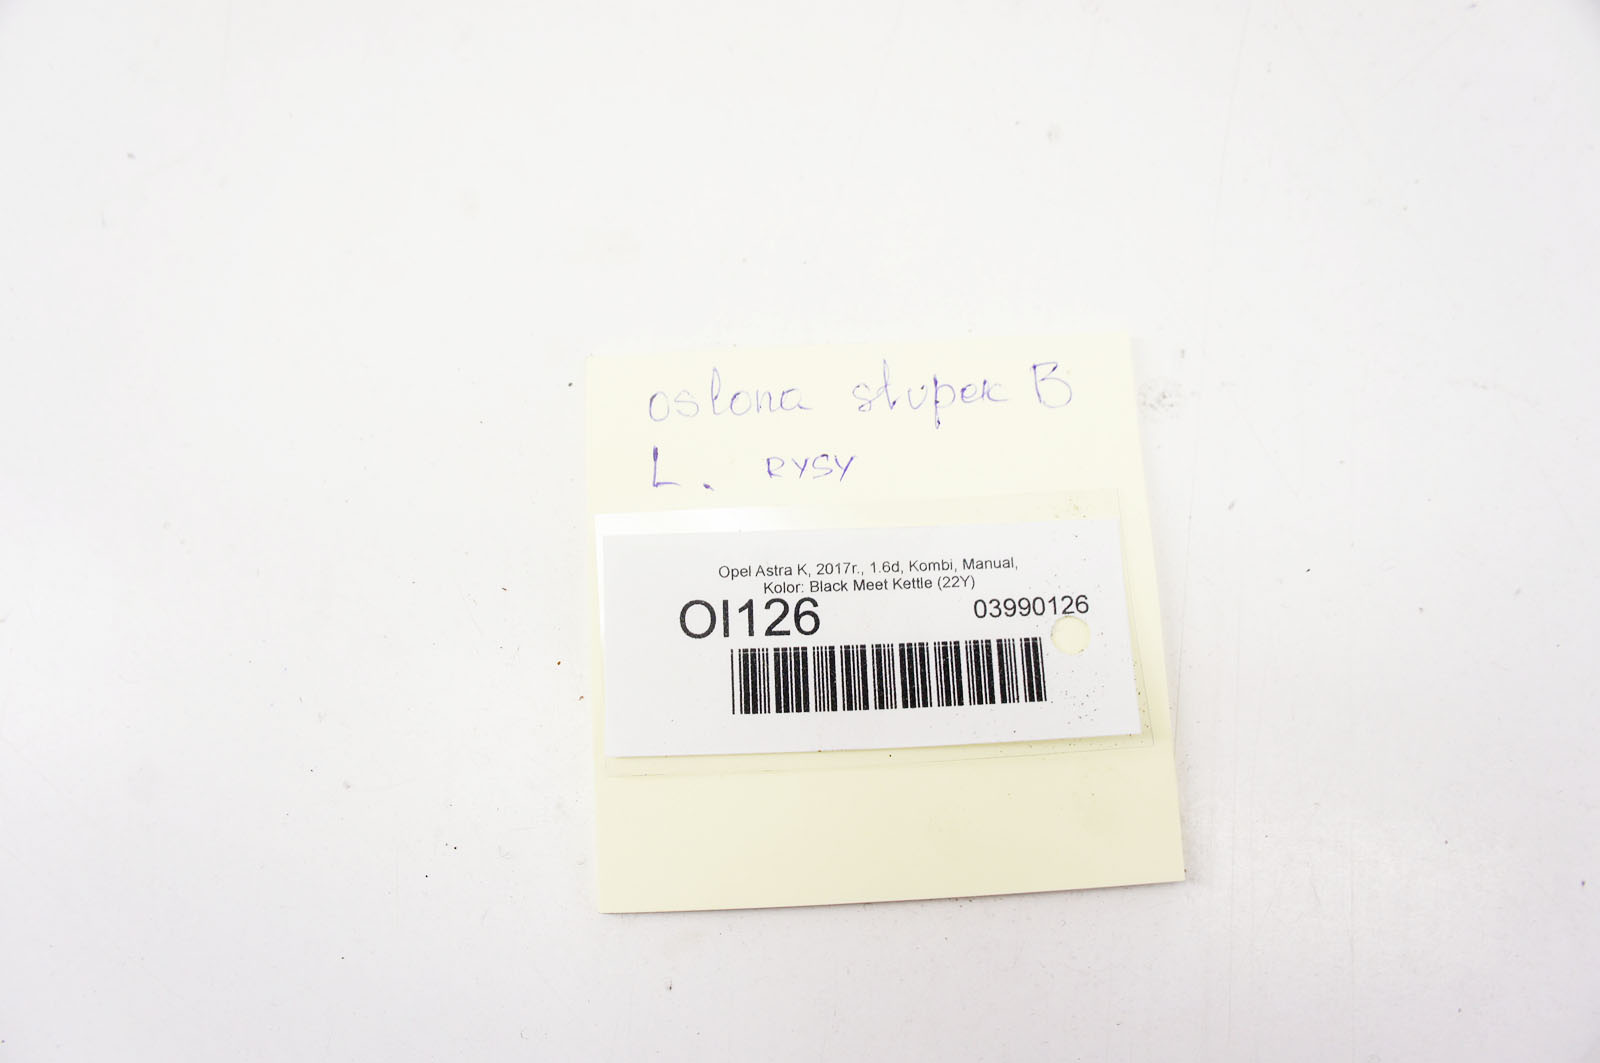 osłona słupek B
L. RYSY
Opel Astra K, 2017r., 1.6d, Kombi, Manual,
Kolor: Black Meet Kettle (22Y)
OI126 03990126